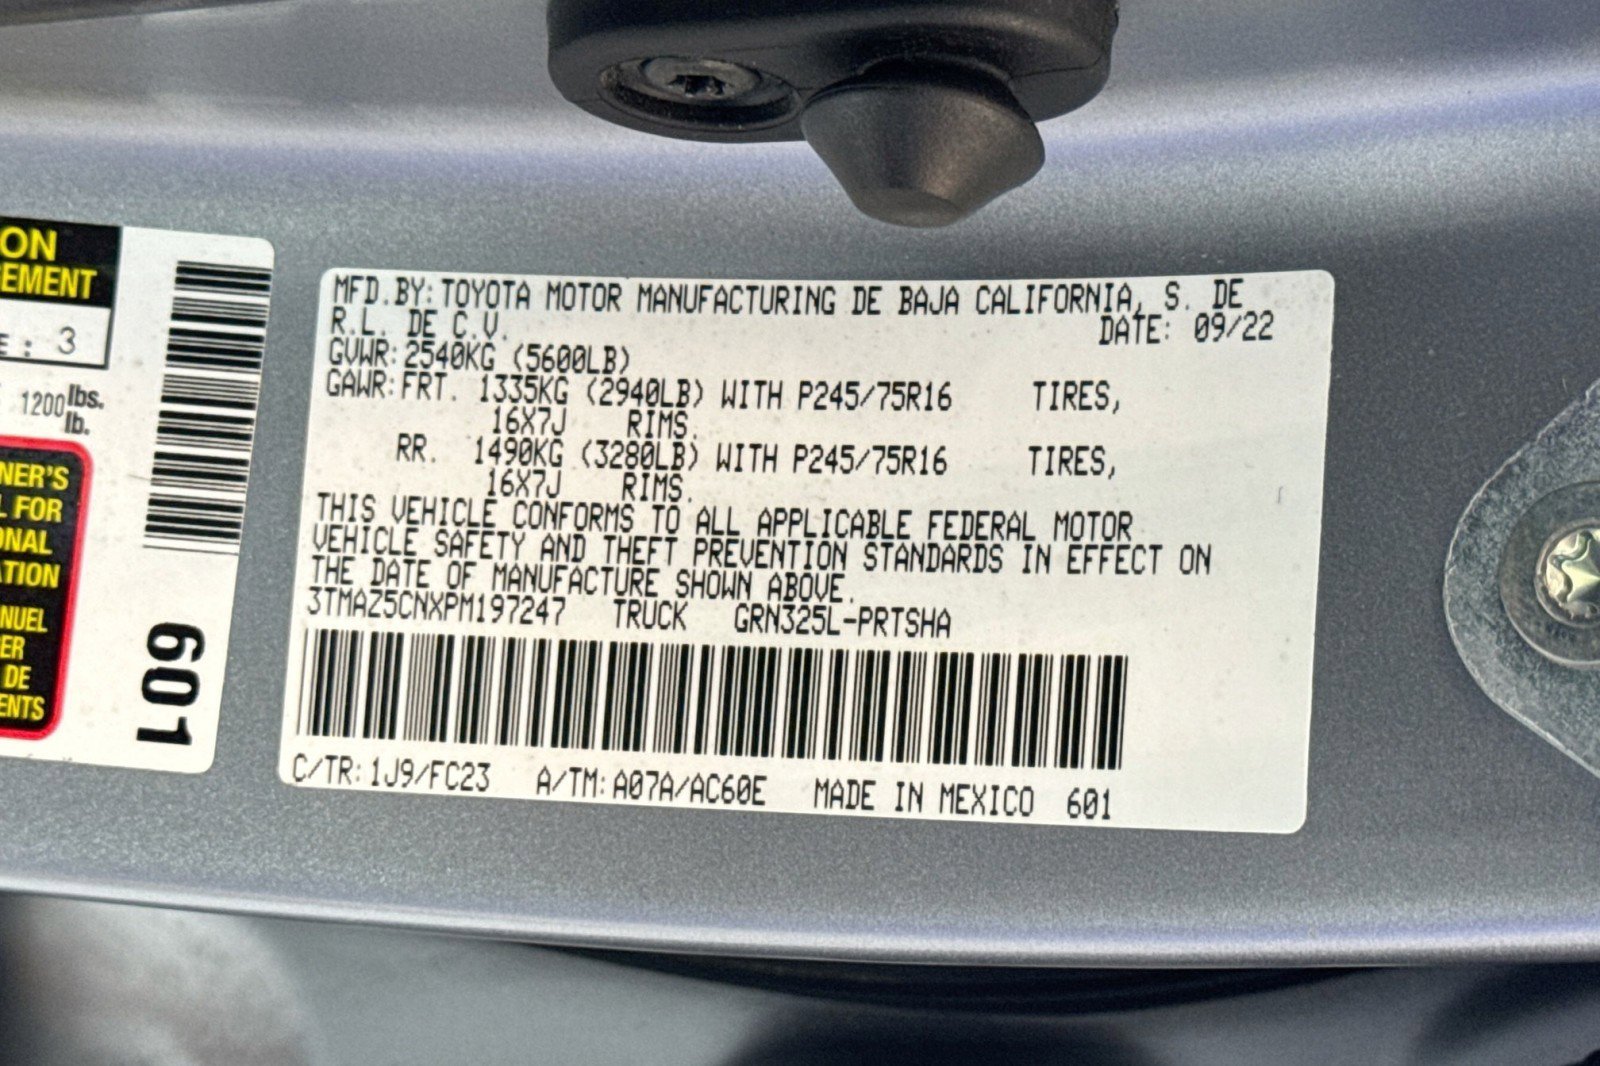 ON
EMENT
E: 3
1200 lbs.
lb.
NER'S
L FOR
ONAL
ATION
NUEL
ER
DE
ENTS
601
MFD.BY:TOYOTA MOTOR MANUFACTURING DE BAJA CALIFORNIA, S. DE
R.L. DE C.V.
DATE: 09/22
GVWR:2540KG (5600LB)
GAWR:FRT. 1335KG (2940LB) WITH P245/75R16 TIRES,
16X7J RIMS.
RR. 1490KG (3280LB) WITH P245/75R16 TIRES,
16X7J RIMS.
THIS VEHICLE CONFORMS TO ALL APPLICABLE FEDERAL MOTOR
VEHICLE SAFETY AND THEFT PREVENTION STANDARDS IN EFFECT ON
THE DATE OF MANUFACTURE SHOWN ABOVE.
3TMAZ5CNXPM197247 TRUCK GRN325L-PRTSHA
C/TR:1J9/FC23 A/TM:A07A/AC60E MADE IN MEXICO 601